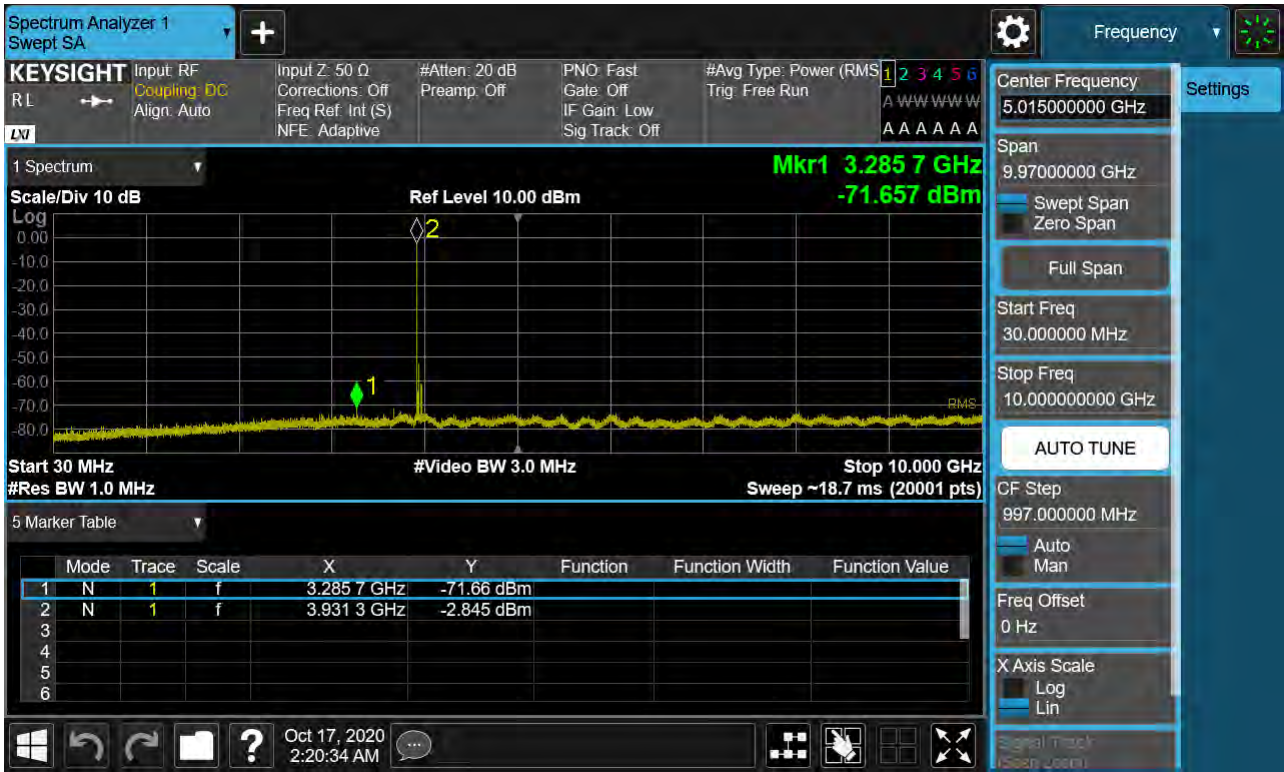 Spectrum Analyzer 1
Swept SA
+
Frequency
KEYSIGHT
RL
LXI
Input: RF
Coupling: DC
Align: Auto
Input Z: 50 Ω
Corrections: Off
Freq Ref: Int (S)
NFE: Adaptive
#Atten: 20 dB
Preamp: Off
PNO: Fast
Gate: Off
IF Gain: Low
Sig Track: Off
#Avg Type: Power (RMS
Trig: Free Run
1 2 3 4 5 6
A W W W W W
A A A A A A
1 Spectrum
Mkr1 3.285 7 GHz
-71.657 dBm
Scale/Div 10 dB
Ref Level 10.00 dBm
Log
0.00
-10.0
-20.0
-30.0
-40.0
-50.0
-60.0
-70.0
-80.0
2
1
RMS
Start 30 MHz
#Video BW 3.0 MHz
Stop 10.000 GHz
#Res BW 1.0 MHz
Sweep ~18.7 ms (20001 pts)
5 Marker Table
Mode Trace Scale X Y Function Function Width Function Value
1 N 1 f 3.285 7 GHz -71.66 dBm
2 N 1 f 3.931 3 GHz -2.845 dBm
3
4
5
6
?
Oct 17, 2020
2:20:34 AM
Center Frequency
5.015000000 GHz
Settings
Span
9.97000000 GHz
Swept Span
Zero Span
Full Span
Start Freq
30.000000 MHz
Stop Freq
10.000000000 GHz
AUTO TUNE
CF Step
997.000000 MHz
Auto
Man
Freq Offset
0 Hz
X Axis Scale
Log
Lin
Signal Track
(Span Zoom)